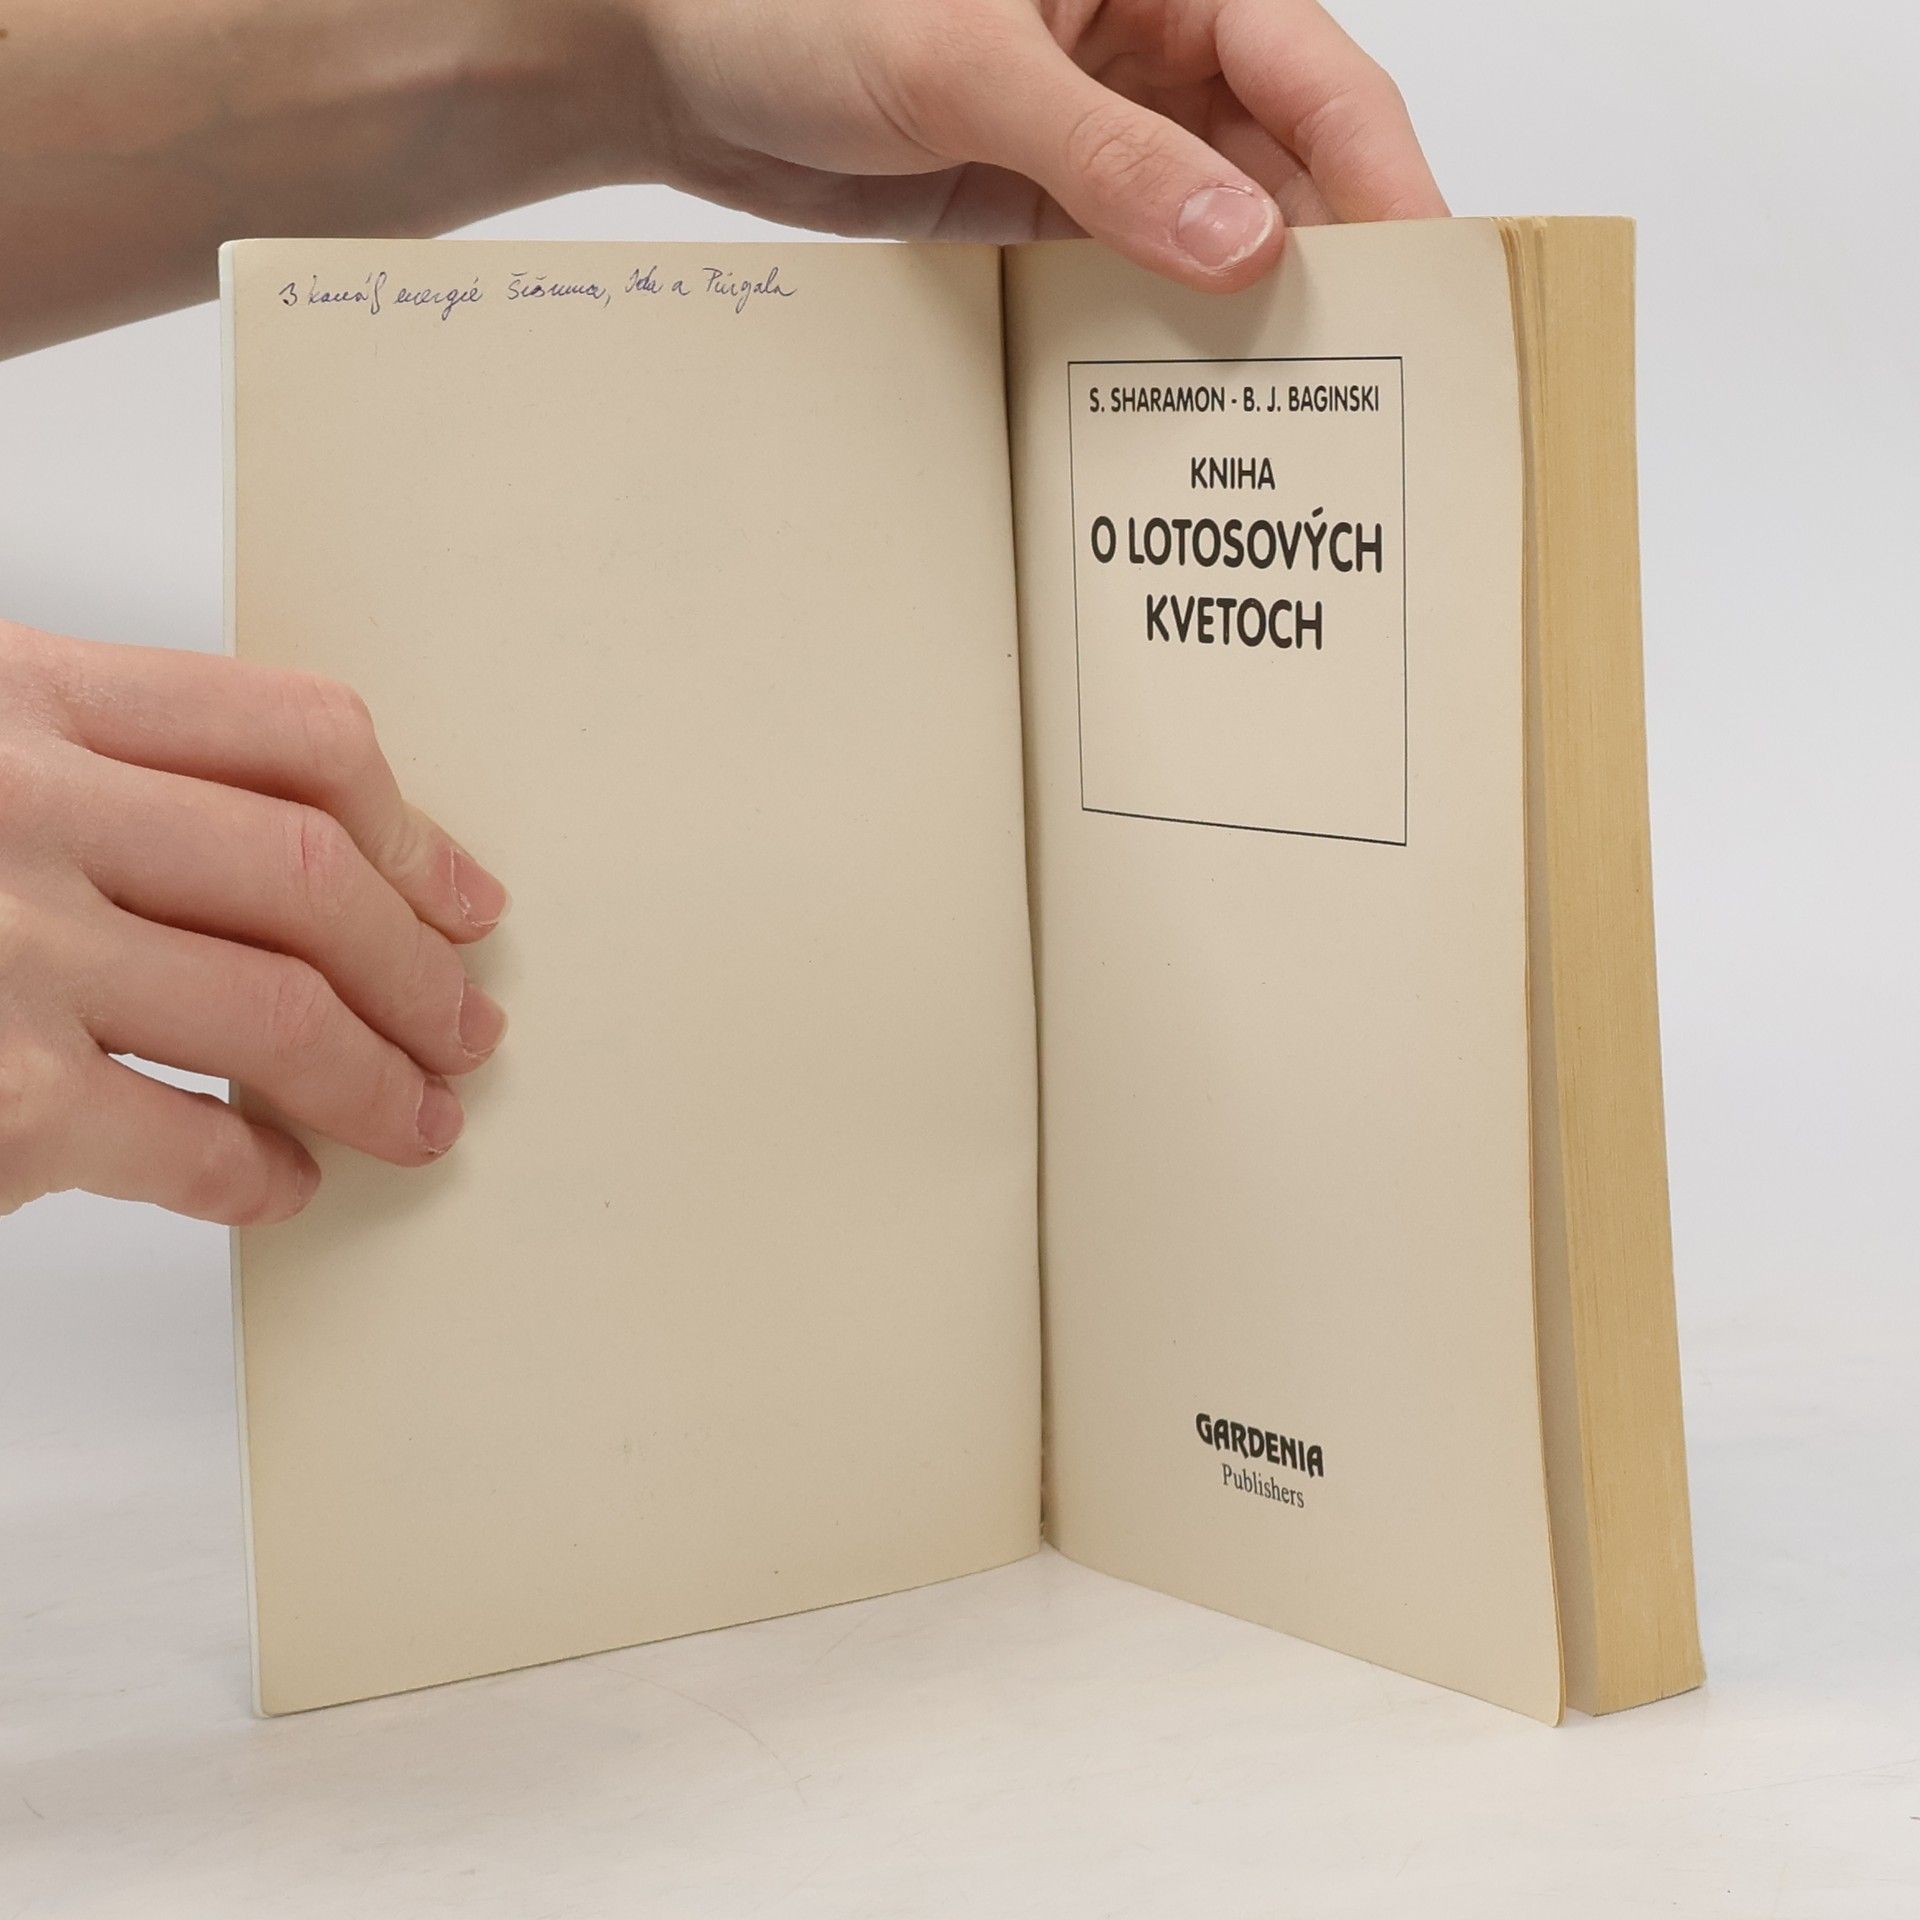 3 kanály energie Šušumna, Ida a Pingala
S. SHARAMON - B. J. BAGINSKI
KNIHA
O LOTOSOVÝCH
KVETOCH
GARDENIA
Publishers